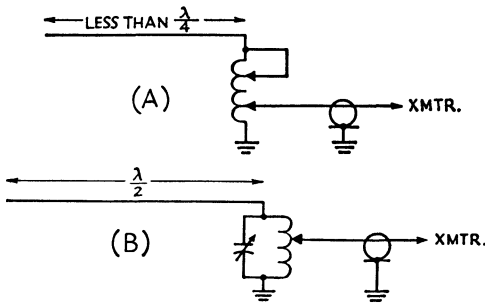 LESS THAN λ/4
(A)
XMTR.
λ/2
(B)
XMTR.